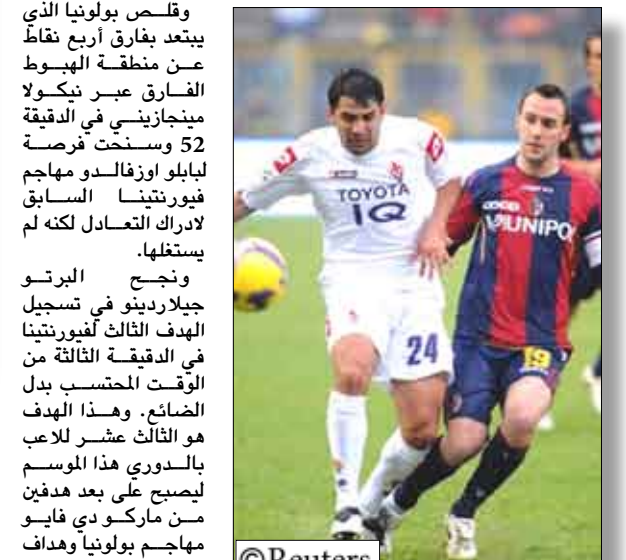 وقلص بولونيا الذي
يبتعد بفارق أربع نقاط
عن منطقة الهبوط
الفارق عبر نيكولا
مينجازيني في الدقيقة
52 وسنحت فرصة
لبابلو اوزفالدو مهاجم
فيورنتينا السابق
لادراك التعادل لكنه لم
يستغلها.
ونجح البرتو
جيلاردينو في تسجيل
الهدف الثالث لفيورنتينا
في الدقيقة الثالثة من
الوقت المحتسب بدل
الضائع. وهذا الهدف
هو الثالث عشر للاعب
بالدوري هذا الموسم
ليصبح على بعد هدفين
من ماركو دي فايو
مهاجم بولونيا وهداف
TOYOTA
IQ
24
UNIPO
19
©Reuters